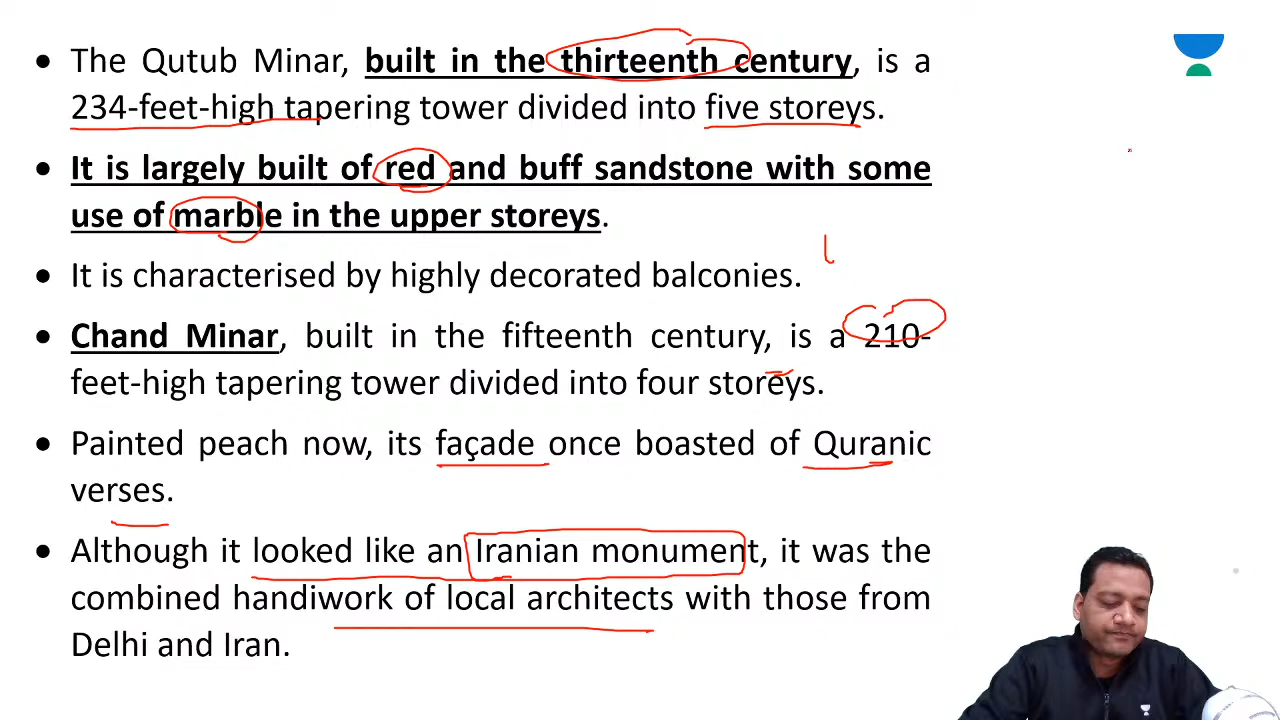 • The Qutub Minar, built in the thirteenth century, is a
234-feet-high tapering tower divided into five storeys.
• It is largely built of red and buff sandstone with some
use of marble in the upper storeys.
• It is characterised by highly decorated balconies.
• Chand Minar, built in the fifteenth century, is a 210-
feet-high tapering tower divided into four storeys.
• Painted peach now, its façade once boasted of Quranic
verses.
• Although it looked like an Iranian monument, it was the
combined handiwork of local architects with those from
Delhi and Iran.